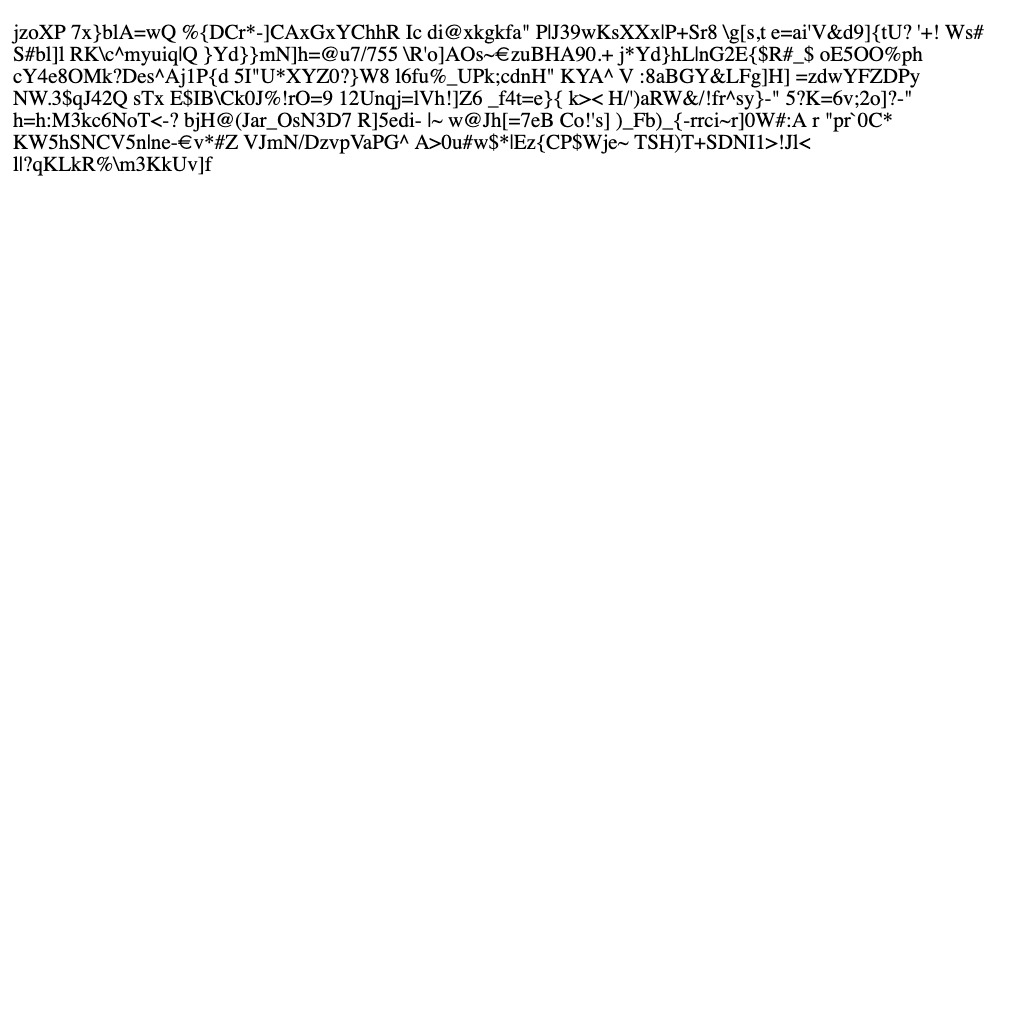 jzoXP 7x}blA=wQ %{DCr*-]CAxGxYChhR Ic di@xkgkfa" P|J39wKsXXx|P+Sr8 \g[s,t e=ai'V&d9]{tU? '+! Ws#
S#bl]l RK\c^myuiq|Q }Yd}}mN]h=@u7/755 \R'o]AOs~€zuBHA90.+ j*Yd}hL|nG2E{$R#_$ oE5OO%ph
cY4e8OMk?Des^Aj1P{d 5I"U*XYZ0?}W8 l6fu%_UPk;cdnH" KYA^ V :8aBGY&LFg]H] =zdwYFZDPy
NW.3$qJ42Q sTx E$IB\Ck0J%!rO=9 12Unqj=lVh!]Z6 _f4t=e}{ k>< H/')aRW&/!fr^sy}-" 5?K=6v;2o]?-"
h=h:M3kc6NoT<-? bjH@(Jar_OsN3D7 R]5edi- |~ w@Jh[=7eB Co!'s] )_Fb)_{-rrci~r]0W#:A r "pr`0C*
KW5hSNCV5n|ne-€v*#Z VJmN/DzvpVaPG^ A>0u#w$*|Ez{CP$Wje~ TSH)T+SDNI1>!Jl<
l|?qKLkR%\m3KkUv]f